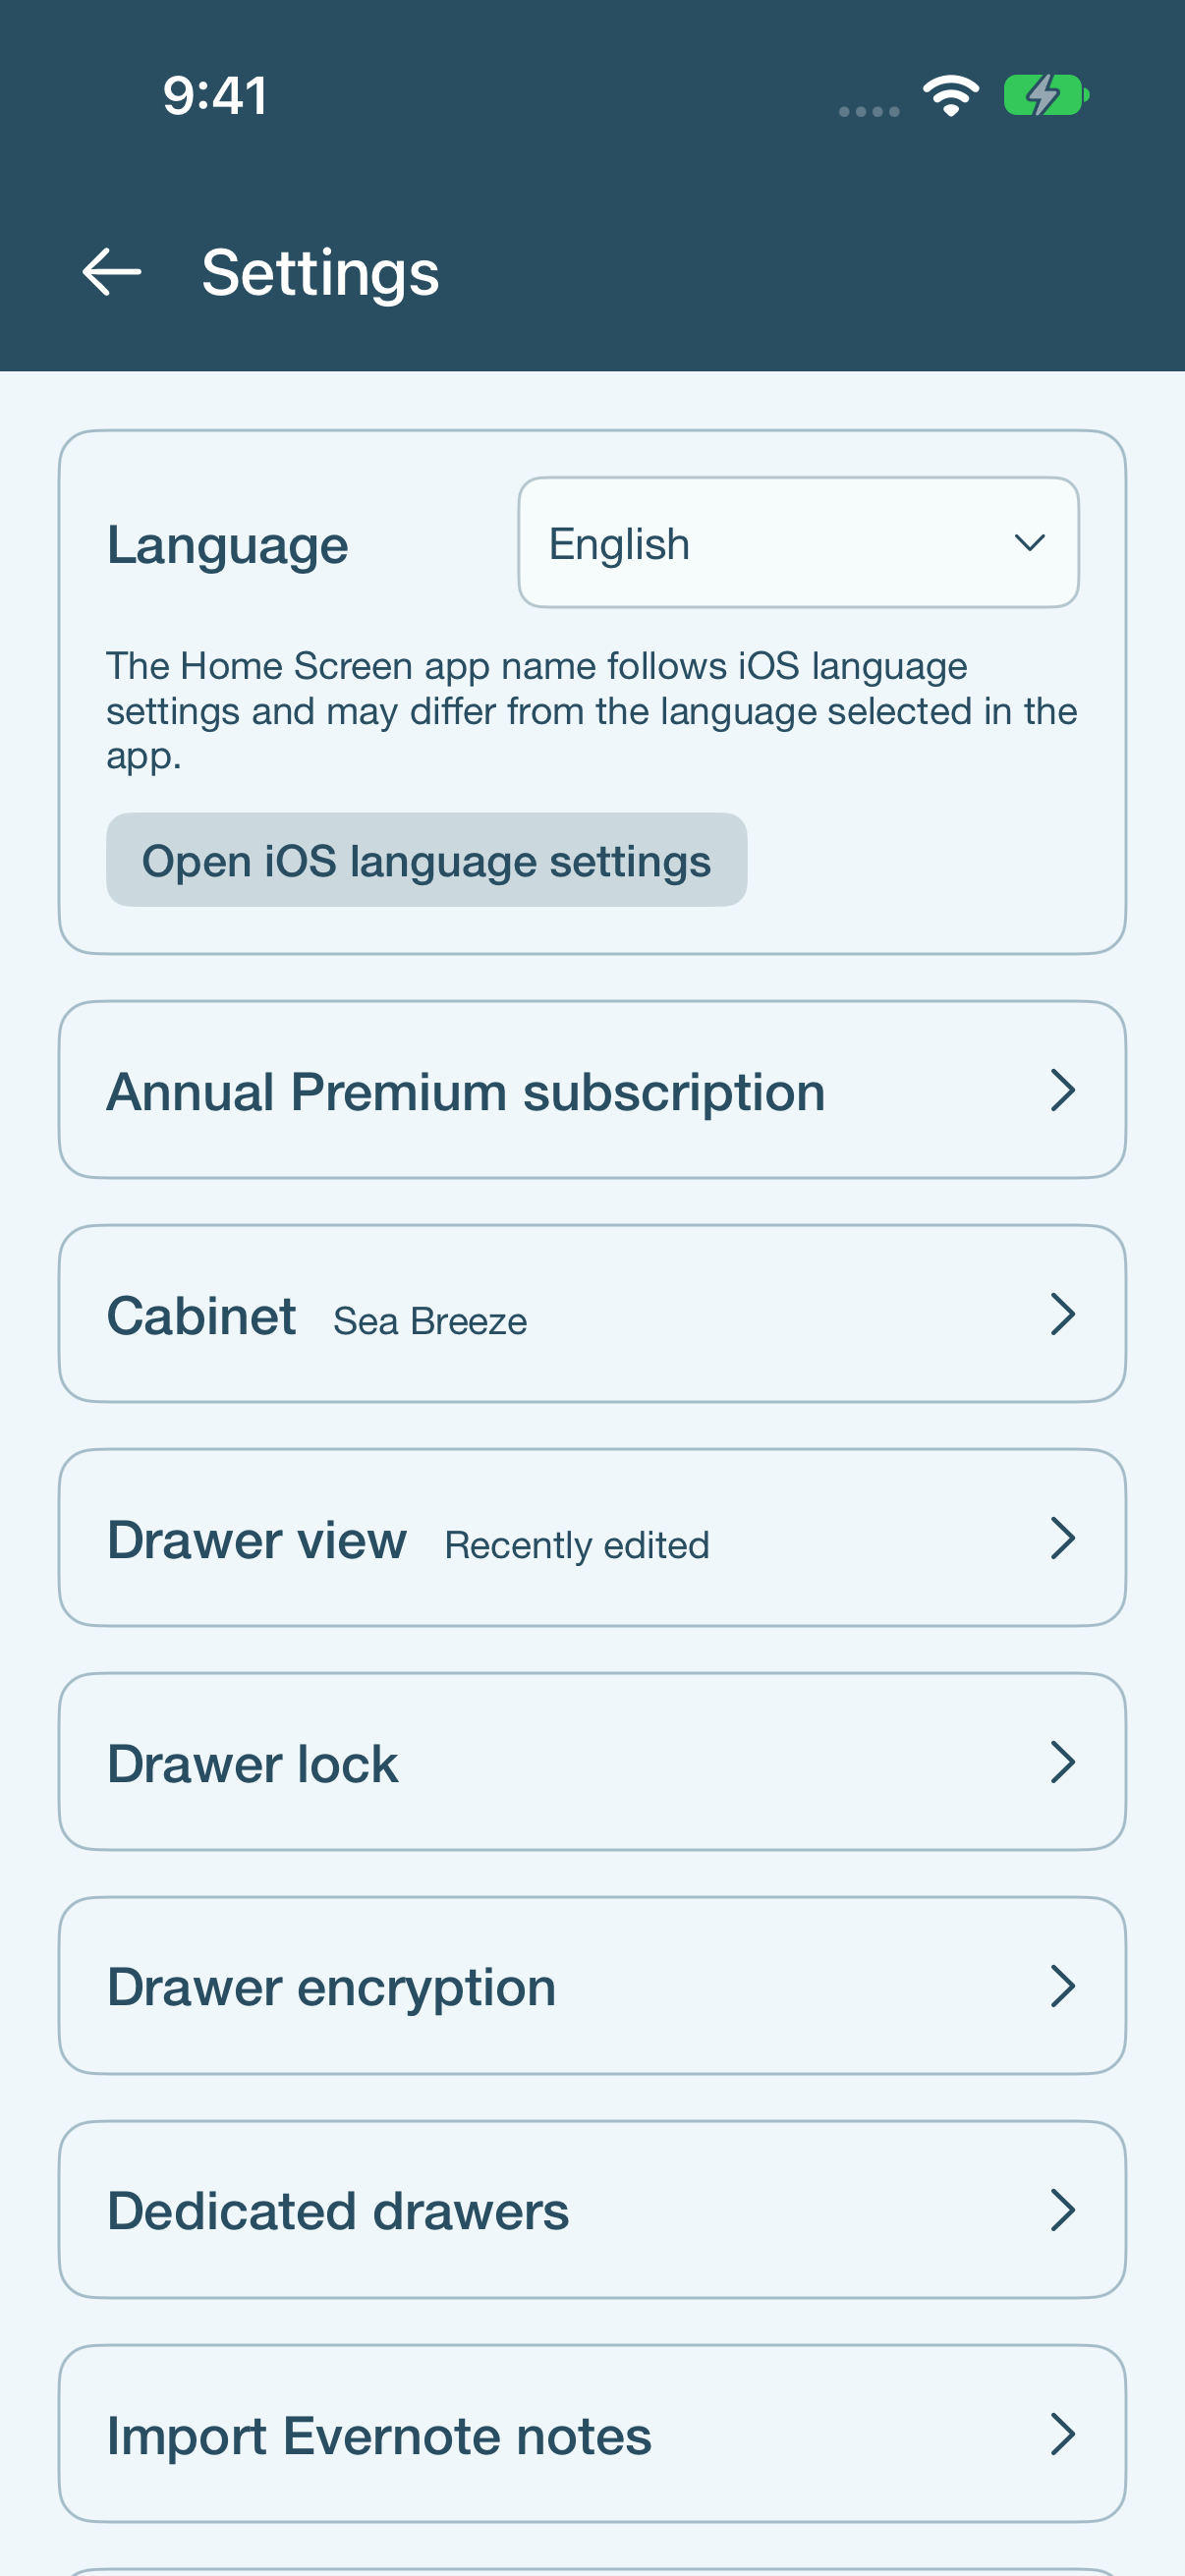 9:41
Settings
Language
English
The Home Screen app name follows iOS language
settings and may differ from the language selected in the
app.
Open iOS language settings
Annual Premium subscription
Cabinet Sea Breeze
Drawer view Recently edited
Drawer lock
Drawer encryption
Dedicated drawers
Import Evernote notes